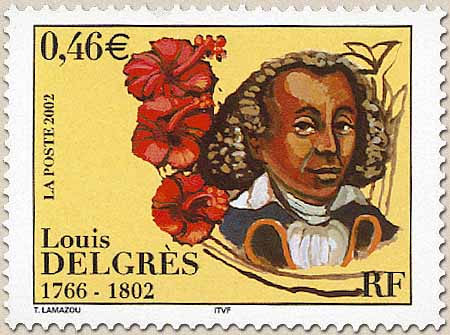 0,46€
LA POSTE 2002
Louis
DELGRÈS
1766 - 1802
RF
T. LAMAZOU
ITVF